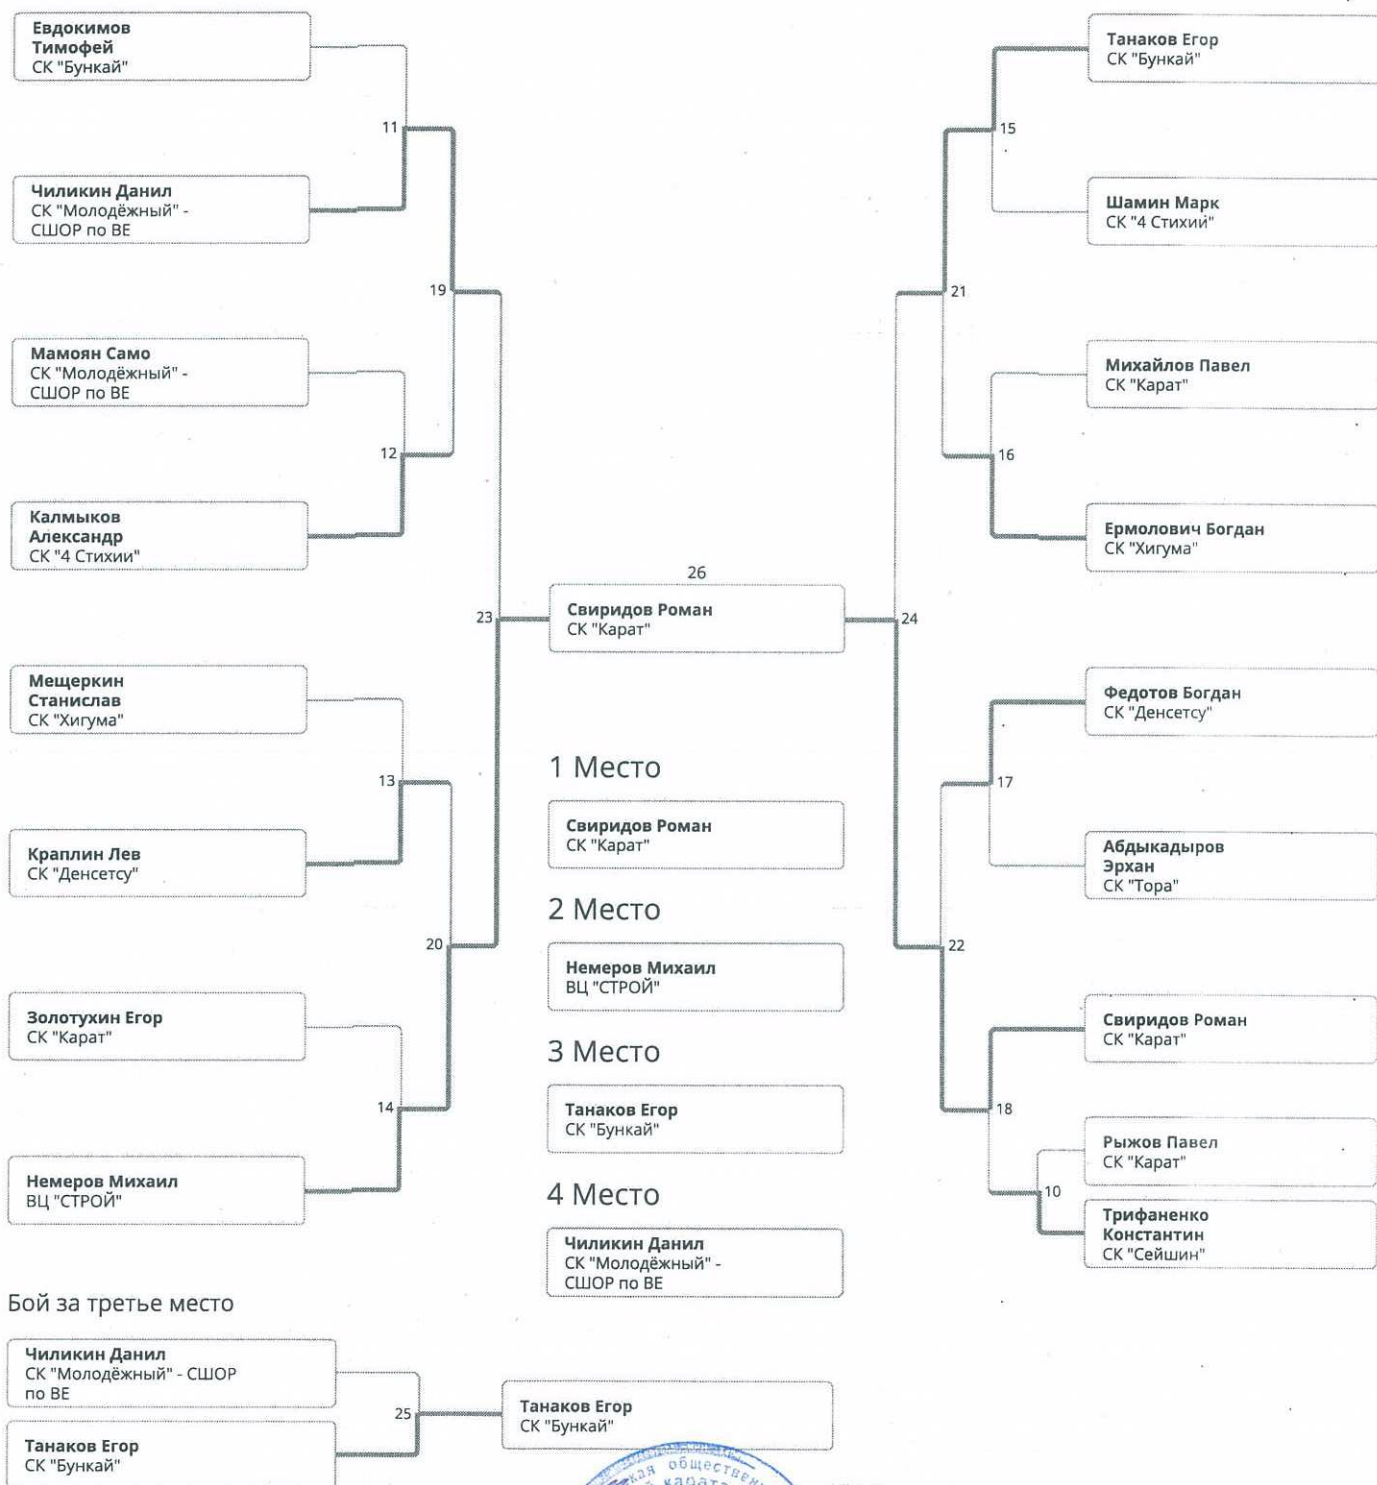 Евдокимов
Тимофей
СК "Бункай"
11
Чиликин Данил
СК "Молодёжный" -
СШОР по ВЕ
19
Мамоян Само
СК "Молодёжный" -
СШОР по ВЕ
12
Калмыков
Александр
СК "4 Стихии"
23
Мещеркин
Станислав
СК "Хигума"
13
Краплин Лев
СК "Денсетсу"
20
Золотухин Егор
СК "Карат"
14
Немеров Михаил
ВЦ "СТРОЙ"
26
Свиридов Роман
СК "Карат"
1 Место
Свиридов Роман
СК "Карат"
2 Место
Немеров Михаил
ВЦ "СТРОЙ"
3 Место
Танаков Егор
СК "Бункай"
4 Место
Чиликин Данил
СК "Молодёжный" -
СШОР по ВЕ
Танаков Егор
СК "Бункай"
15
Шамин Марк
СК "4 Стихии"
21
Михайлов Павел
СК "Карат"
16
Ермолович Богдан
СК "Хигума"
24
Федотов Богдан
СК "Денсетсу"
17
Абдыкадыров
Эрхан
СК "Тора"
22
Свиридов Роман
СК "Карат"
18
Рыжов Павел
СК "Карат"
10
Трифаненко
Константин
СК "Сейшин"
Бой за третье место
Чиликин Данил
СК "Молодёжный" - СШОР
по ВЕ
25
Танаков Егор
СК "Бункай"
Танаков Егор
СК "Бункай"